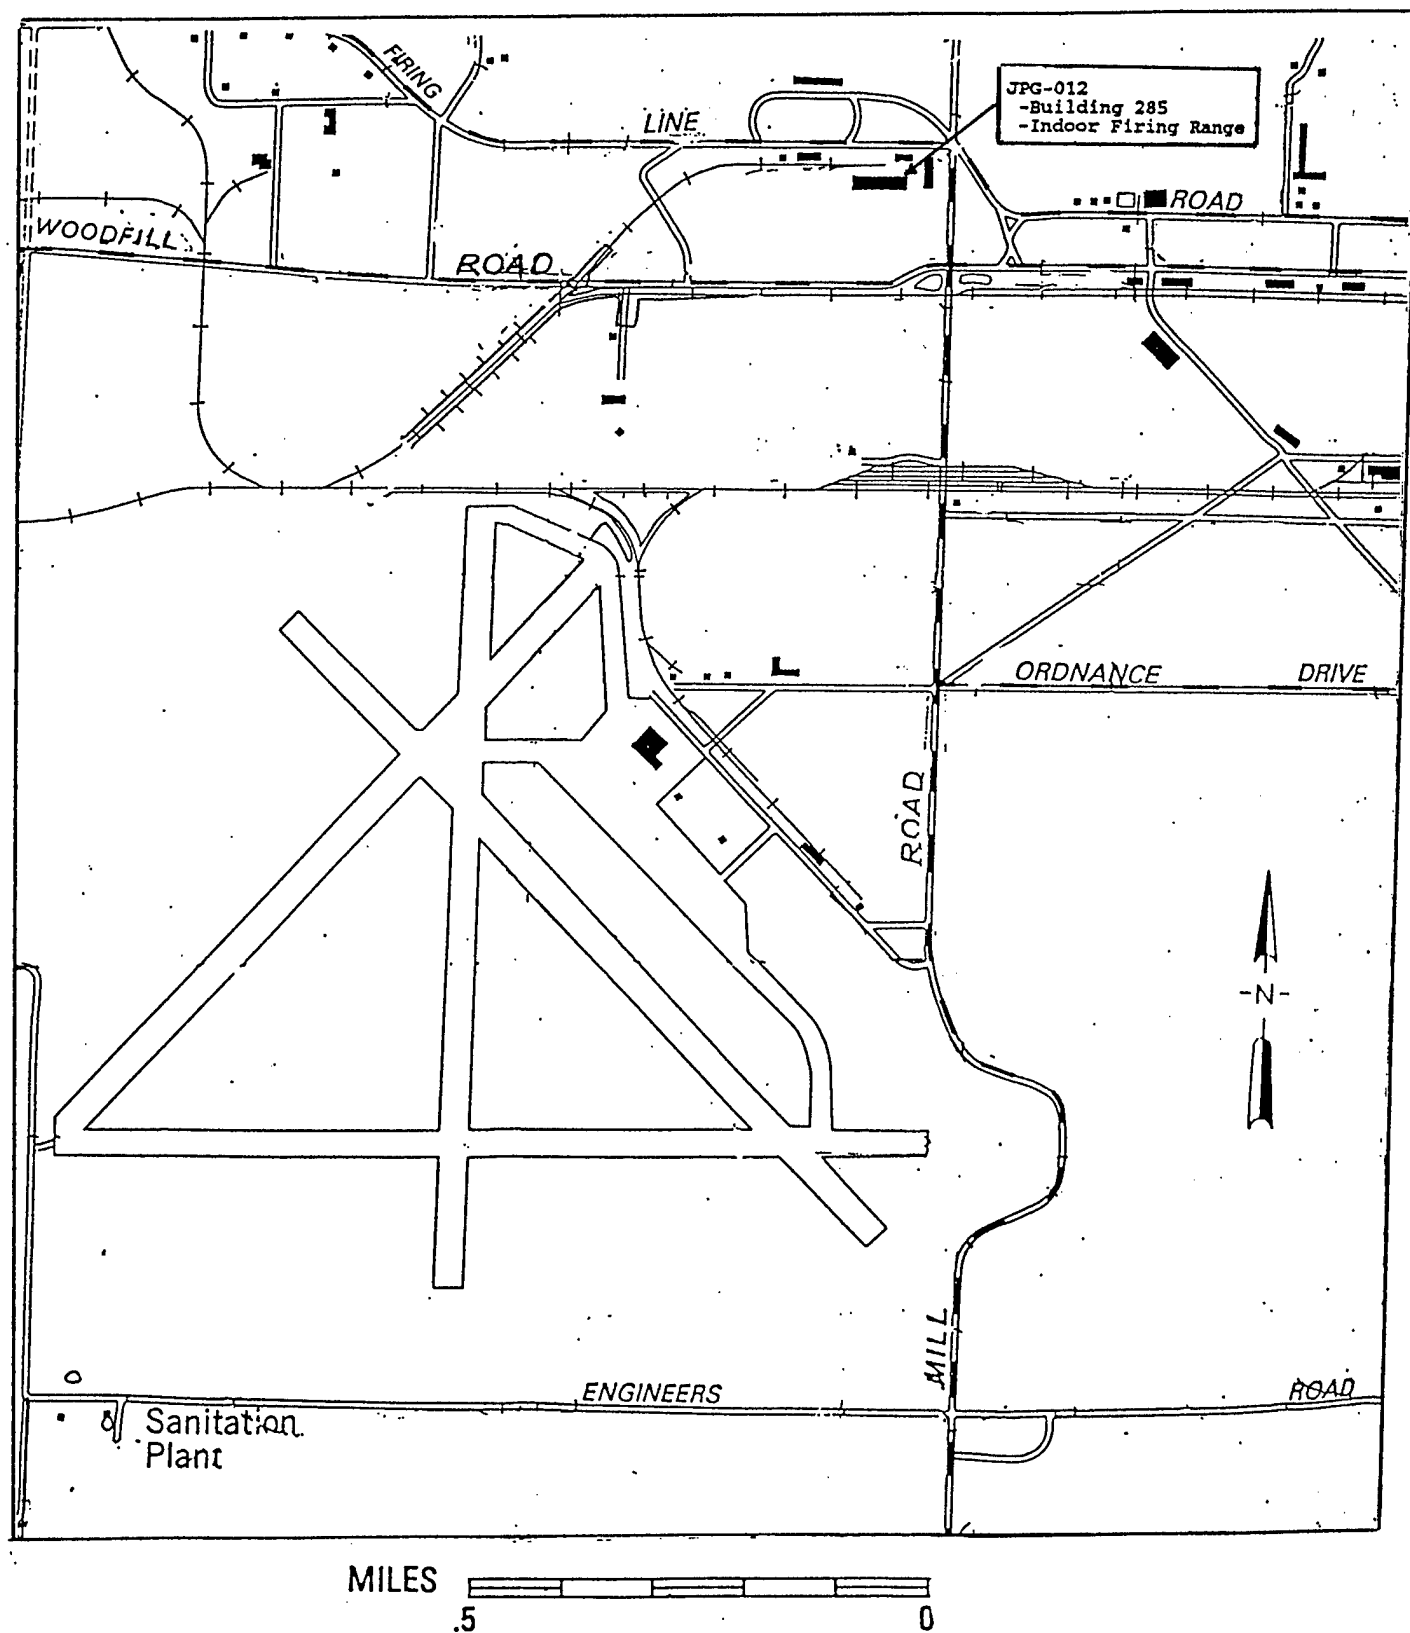 FIRING
LINE
JPG-012
-Building 285
-Indoor Firing Range
ROAD
WOODFILL
ROAD
ORDNANCE DRIVE
ROAD
-N-
MILL
ENGINEERS ROAD
Sanitation
Plant
MILES
.5 0